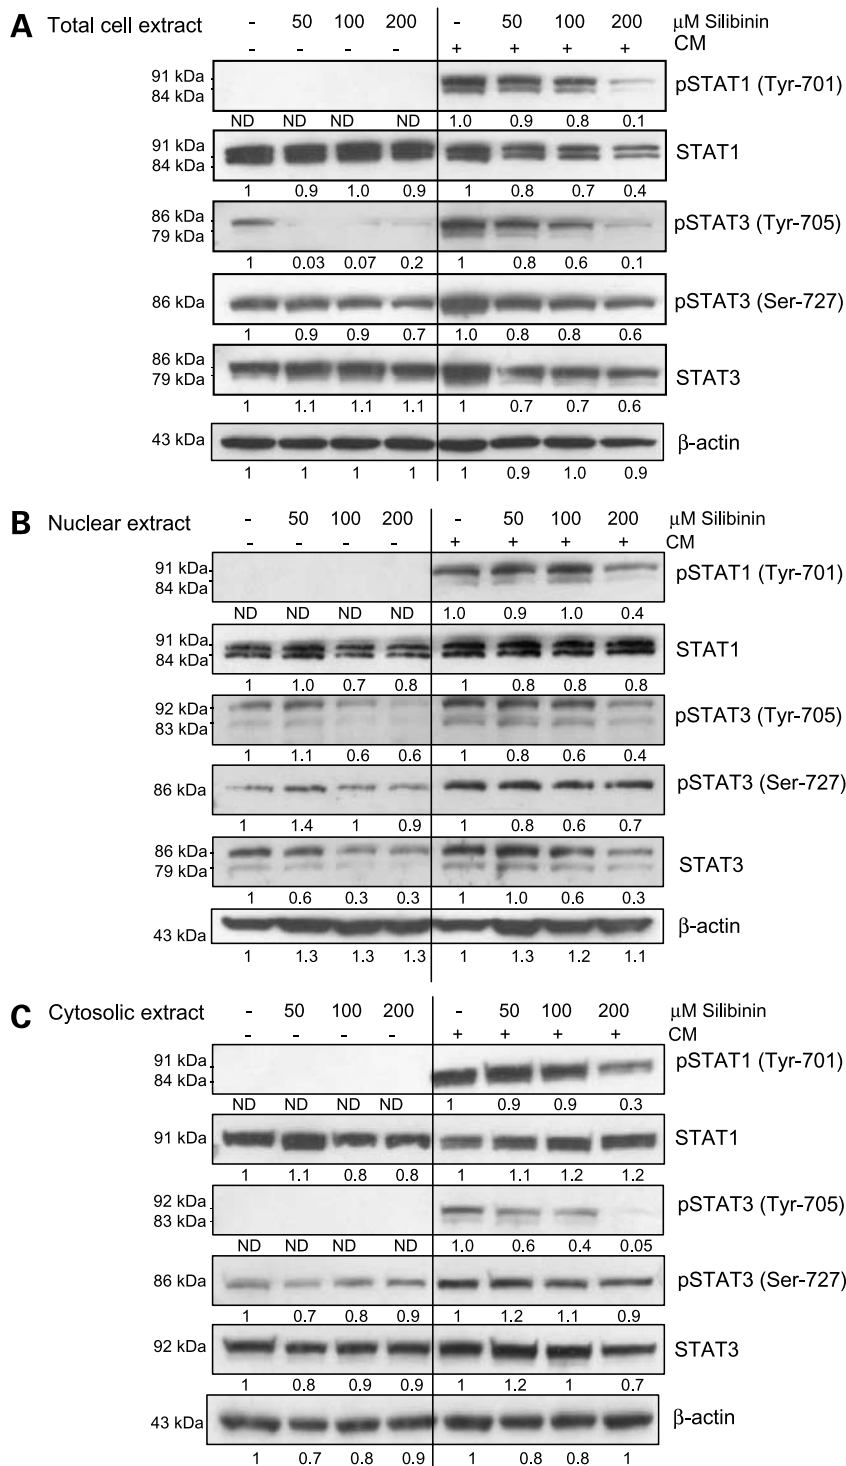 A Total cell extract - 50 100 200 - 50 100 200 μM Silibinin
- - - - + + + + CM
91 kDa
84 kDa
pSTAT1 (Tyr-701)
ND ND ND ND 1.0 0.9 0.8 0.1
91 kDa
84 kDa
STAT1
1 0.9 1.0 0.9 1 0.8 0.7 0.4
86 kDa
79 kDa
pSTAT3 (Tyr-705)
1 0.03 0.07 0.2 1 0.8 0.6 0.1
86 kDa pSTAT3 (Ser-727)
1 0.9 0.9 0.7 1.0 0.8 0.8 0.6
86 kDa
79 kDa
STAT3
1 1.1 1.1 1.1 1 0.7 0.7 0.6
43 kDa β-actin
1 1 1 1 1 0.9 1.0 0.9
B Nuclear extract - 50 100 200 - 50 100 200 μM Silibinin
- - - - + + + + CM
91 kDa
84 kDa
pSTAT1 (Tyr-701)
ND ND ND ND 1.0 0.9 1.0 0.4
91 kDa
84 kDa
STAT1
1 1.0 0.7 0.8 1 0.8 0.8 0.8
92 kDa
83 kDa
pSTAT3 (Tyr-705)
1 1.1 0.6 0.6 1 0.8 0.6 0.4
86 kDa pSTAT3 (Ser-727)
1 1.4 1 0.9 1 0.8 0.6 0.7
86 kDa
79 kDa
STAT3
1 0.6 0.3 0.3 1 1.0 0.6 0.3
43 kDa β-actin
1 1.3 1.3 1.3 1 1.3 1.2 1.1
C Cytosolic extract - 50 100 200 - 50 100 200 μM Silibinin
- - - - + + + + CM
91 kDa
84 kDa
pSTAT1 (Tyr-701)
ND ND ND ND 1 0.9 0.9 0.3
91 kDa STAT1
1 1.1 0.8 0.8 1 1.1 1.2 1.2
92 kDa
83 kDa
pSTAT3 (Tyr-705)
ND ND ND ND 1.0 0.6 0.4 0.05
86 kDa pSTAT3 (Ser-727)
1 0.7 0.8 0.9 1 1.2 1.1 0.9
92 kDa STAT3
1 0.8 0.9 0.9 1 1.2 1 0.7
43 kDa β-actin
1 0.7 0.8 0.9 1 0.8 0.8 1